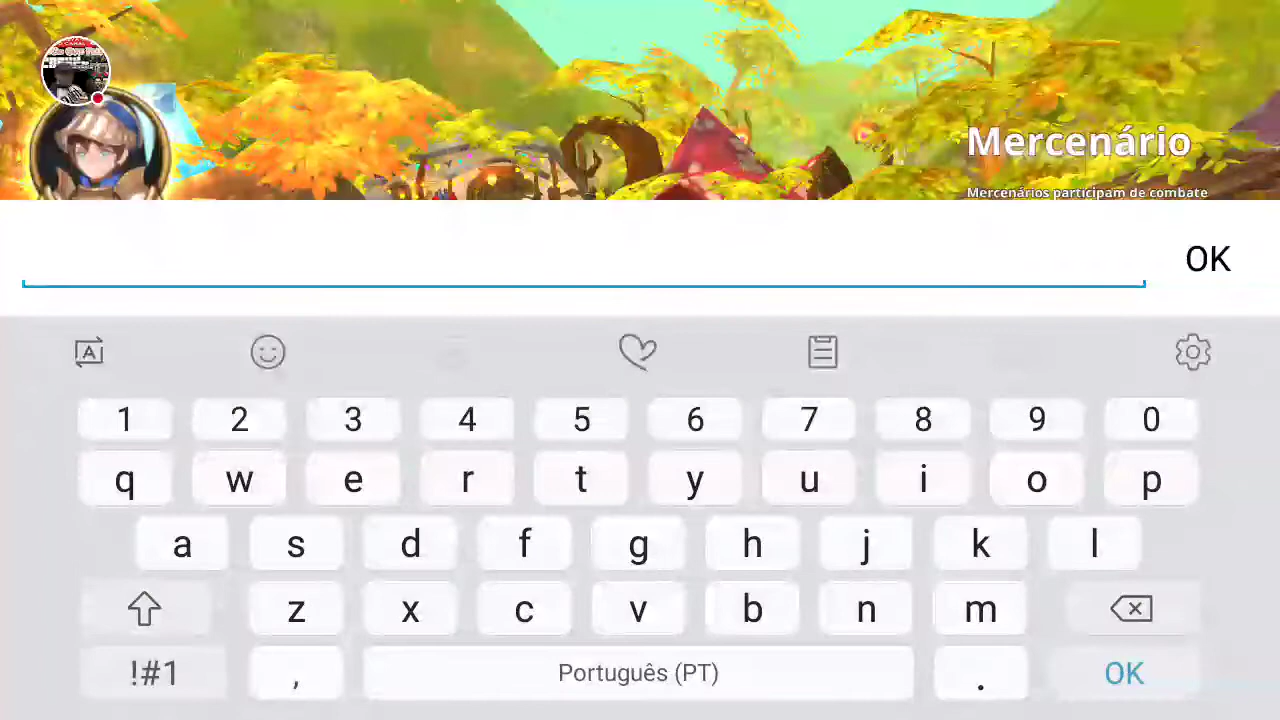 Mercenário
Mercenários participam de combate
OK
1 2 3 4 5 6 7 8 9 0
q w e r t y u i o p
a s d f g h j k l
z x c v b n m
!#1 , Português (PT) . OK